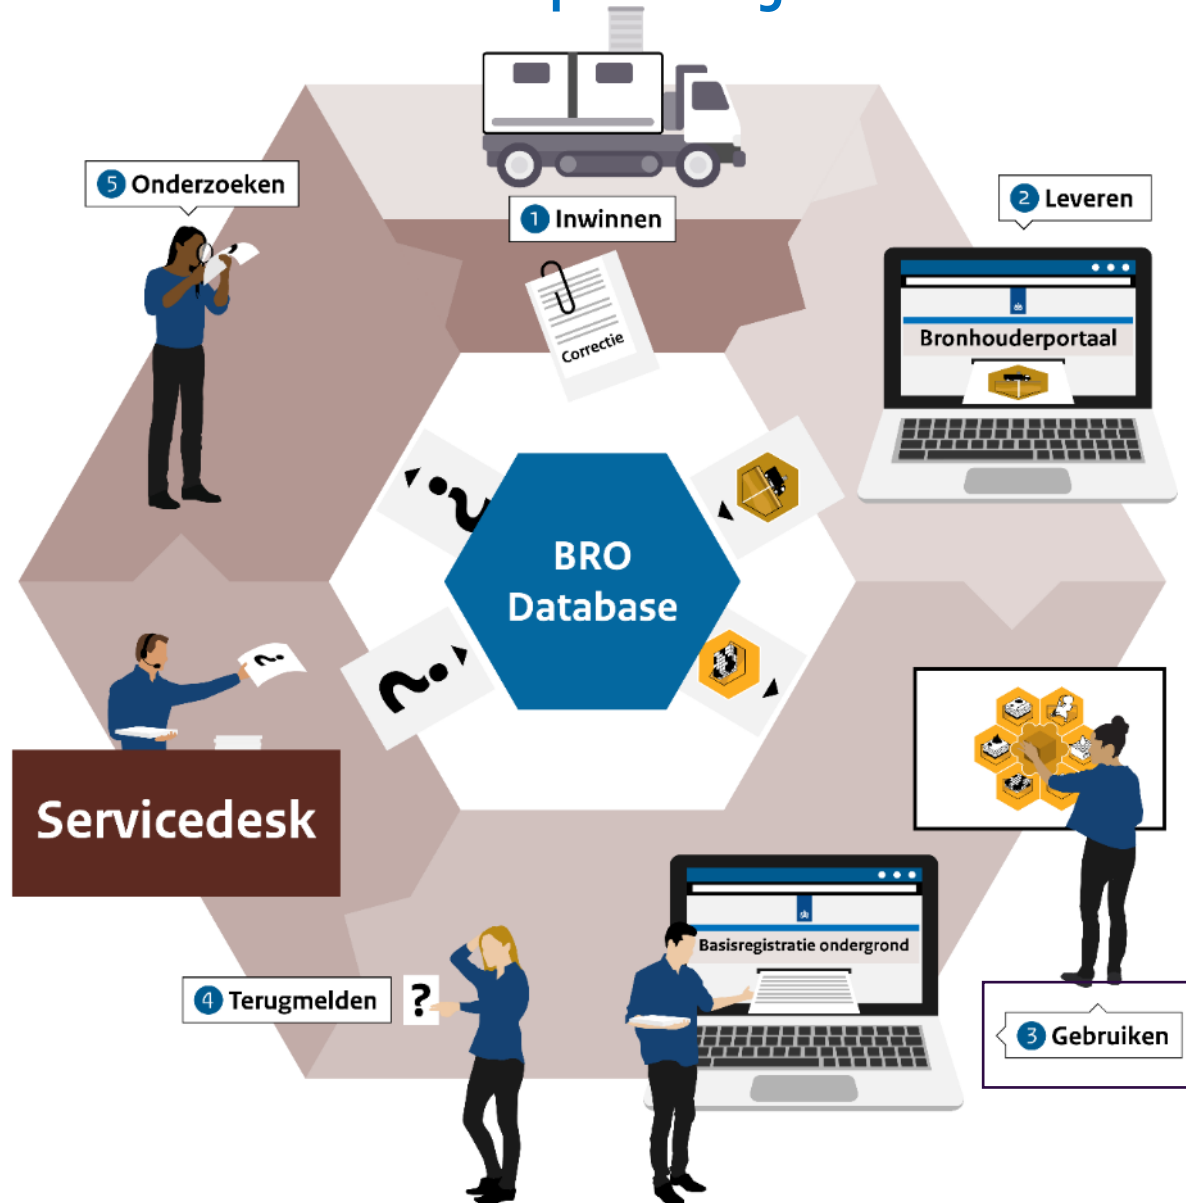 5 Onderzoeken
1 Inwinnen
2 Leveren
Correctie
Bronhouderportaal
?
?
BRO
Database
?
?
Servicedesk
Basisregistratie ondergrond
4 Terugmelden
?
3 Gebruiken